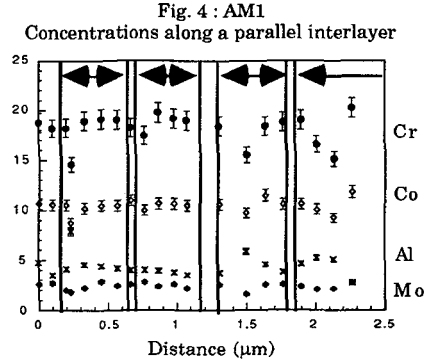 Fig. 4 : AM1
Concentrations along a parallel interlayer
25
20
15
10
5
0
Cr
Co
Al
Mo
0 0.5 1 1.5 2 2.5
Distance (µm)